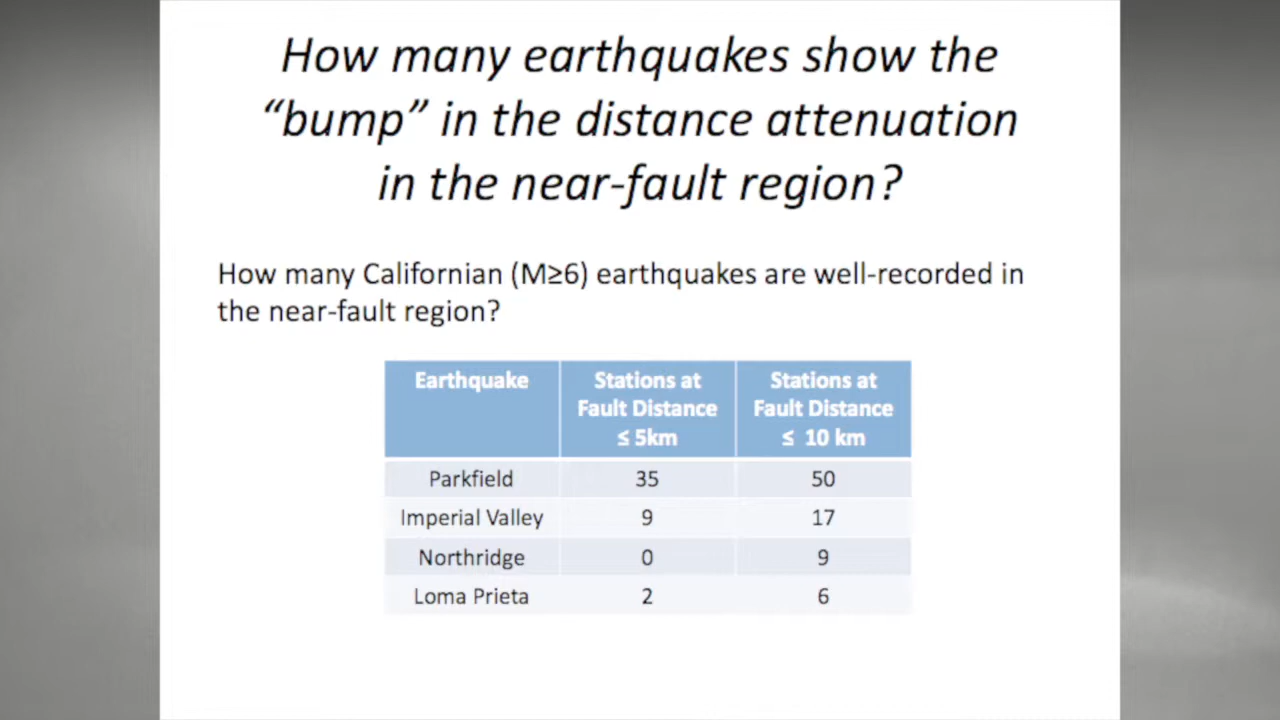 How many earthquakes show the
“bump” in the distance attenuation
in the near-fault region?
How many Californian (M≥6) earthquakes are well-recorded in
the near-fault region?
Earthquake
Stations at
Fault Distance
≤ 5km
Stations at
Fault Distance
≤ 10 km
Parkfield 35 50
Imperial Valley 9 17
Northridge 0 9
Loma Prieta 2 6